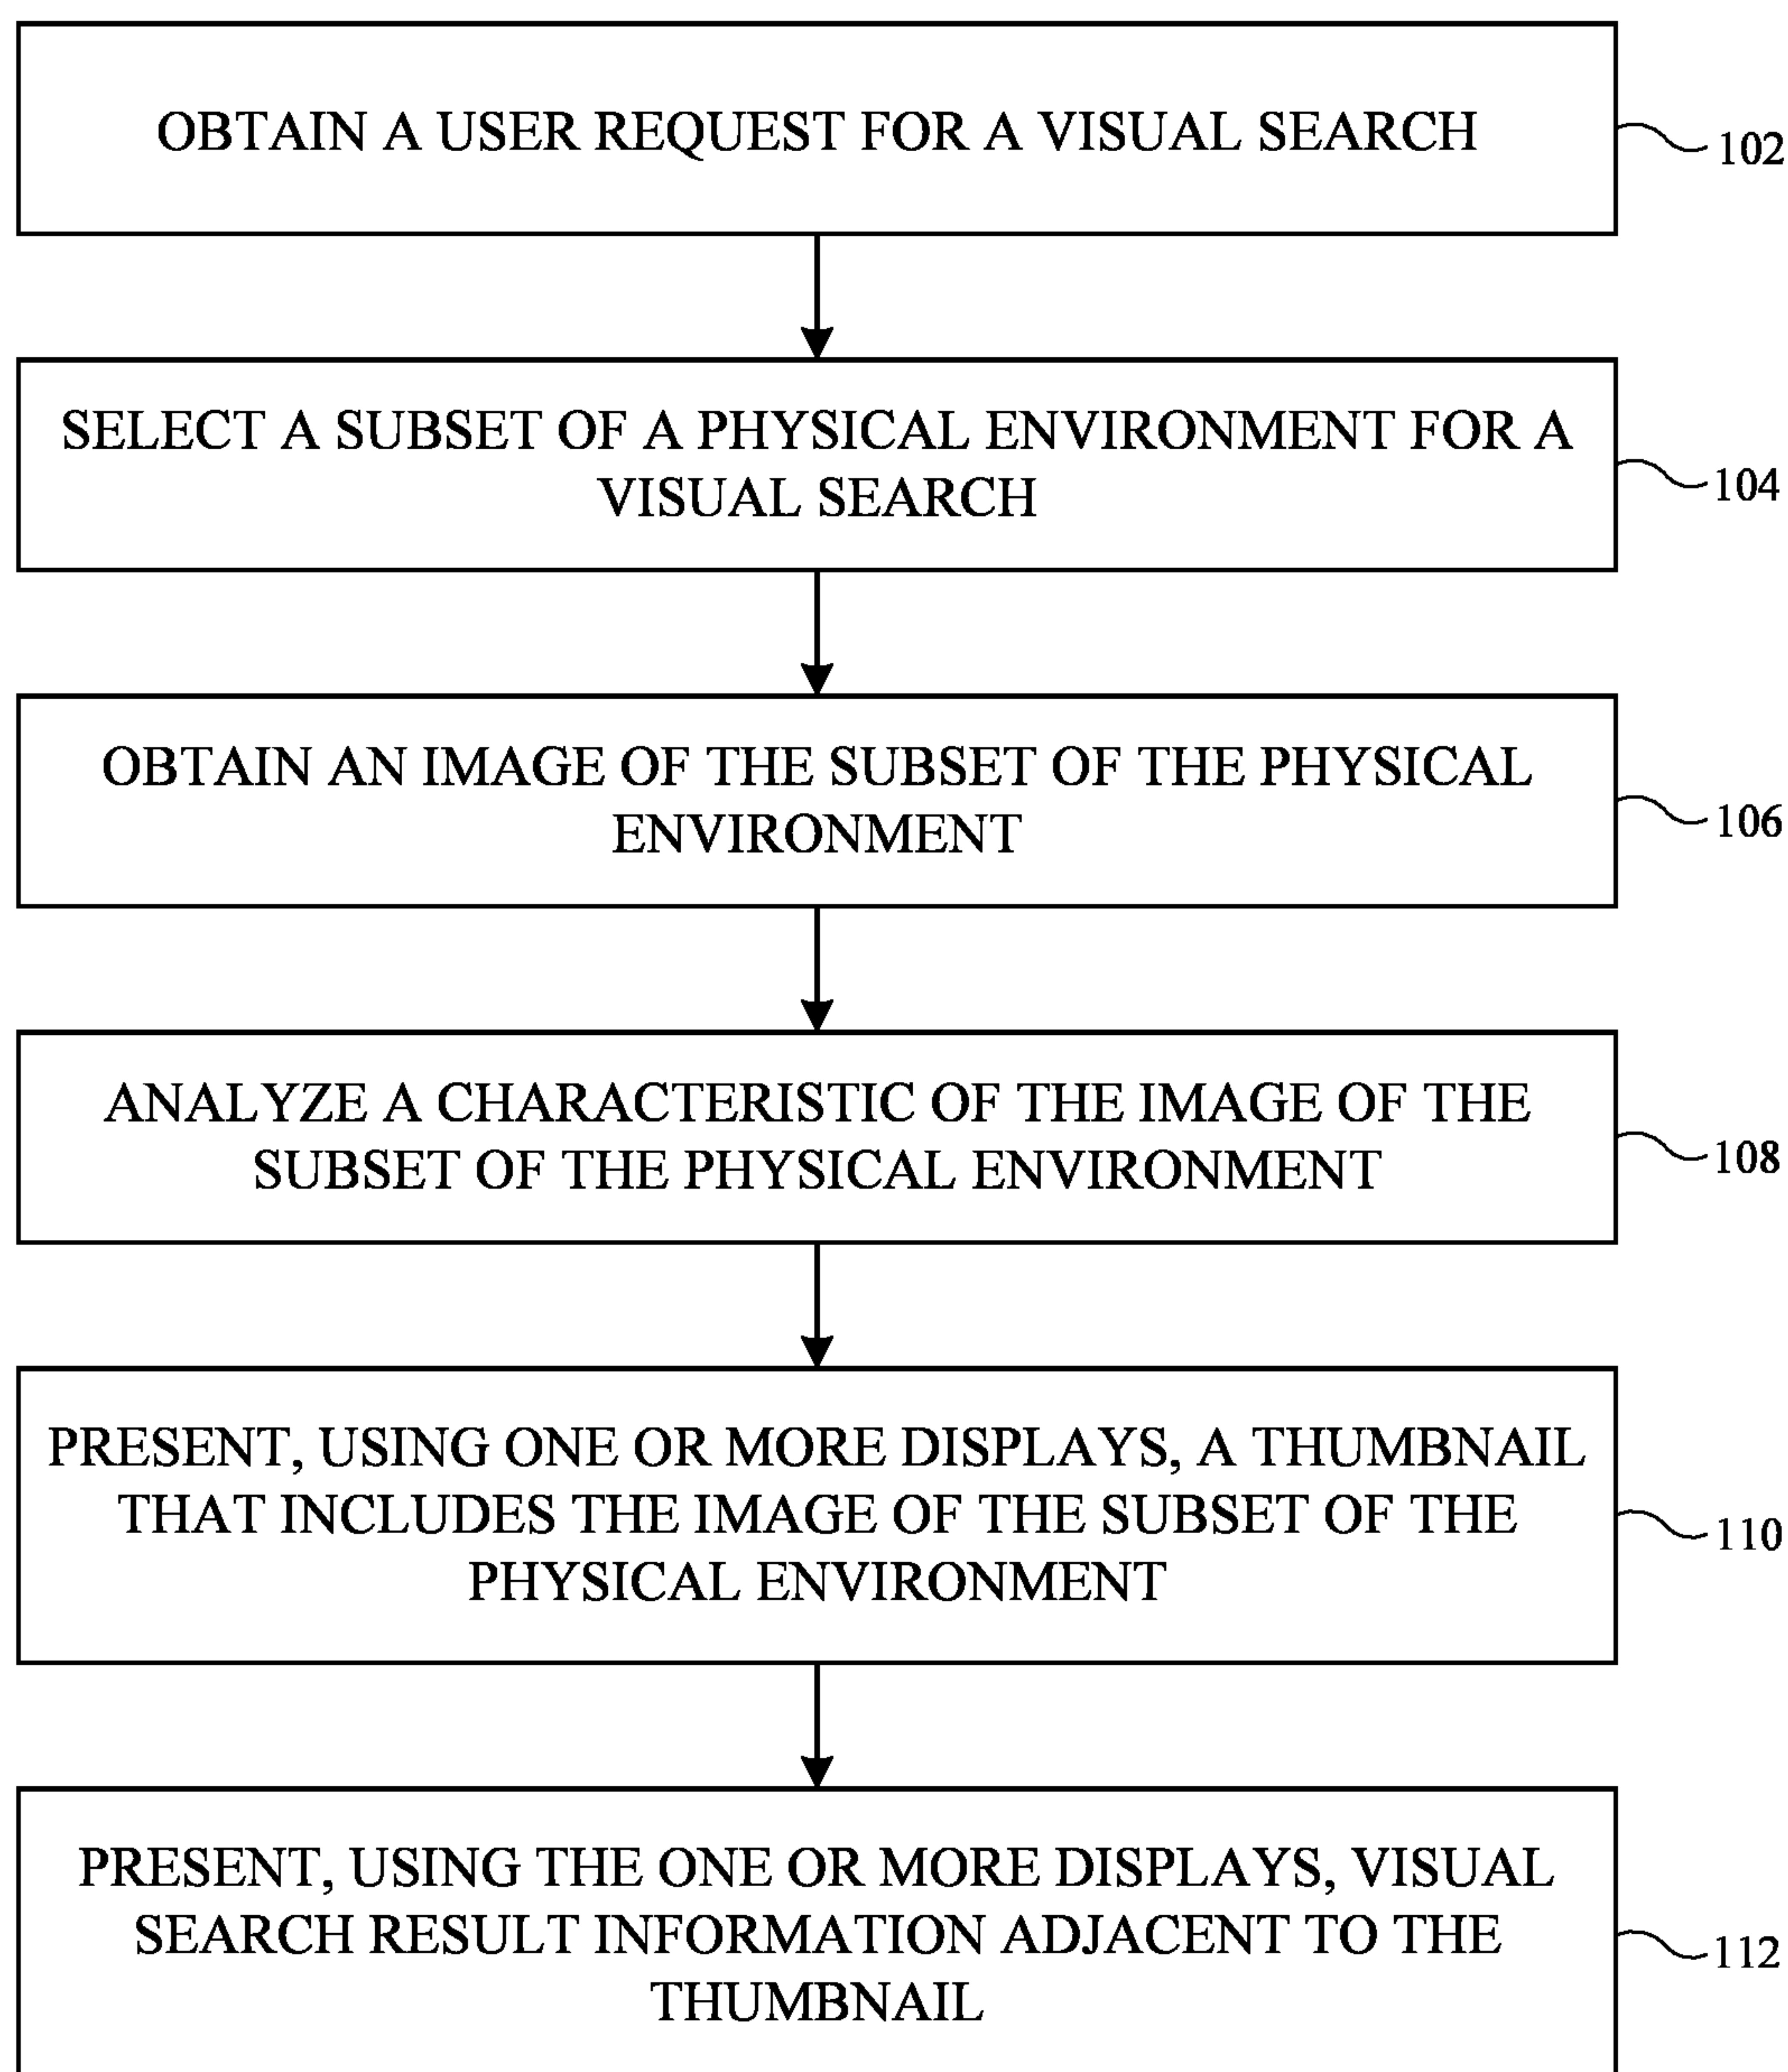 OBTAIN A USER REQUEST FOR A VISUAL SEARCH
102
SELECT A SUBSET OF A PHYSICAL ENVIRONMENT FOR A
VISUAL SEARCH
104
OBTAIN AN IMAGE OF THE SUBSET OF THE PHYSICAL
ENVIRONMENT
106
ANALYZE A CHARACTERISTIC OF THE IMAGE OF THE
SUBSET OF THE PHYSICAL ENVIRONMENT
108
PRESENT, USING ONE OR MORE DISPLAYS, A THUMBNAIL
THAT INCLUDES THE IMAGE OF THE SUBSET OF THE
PHYSICAL ENVIRONMENT
110
PRESENT, USING THE ONE OR MORE DISPLAYS, VISUAL
SEARCH RESULT INFORMATION ADJACENT TO THE
THUMBNAIL
112